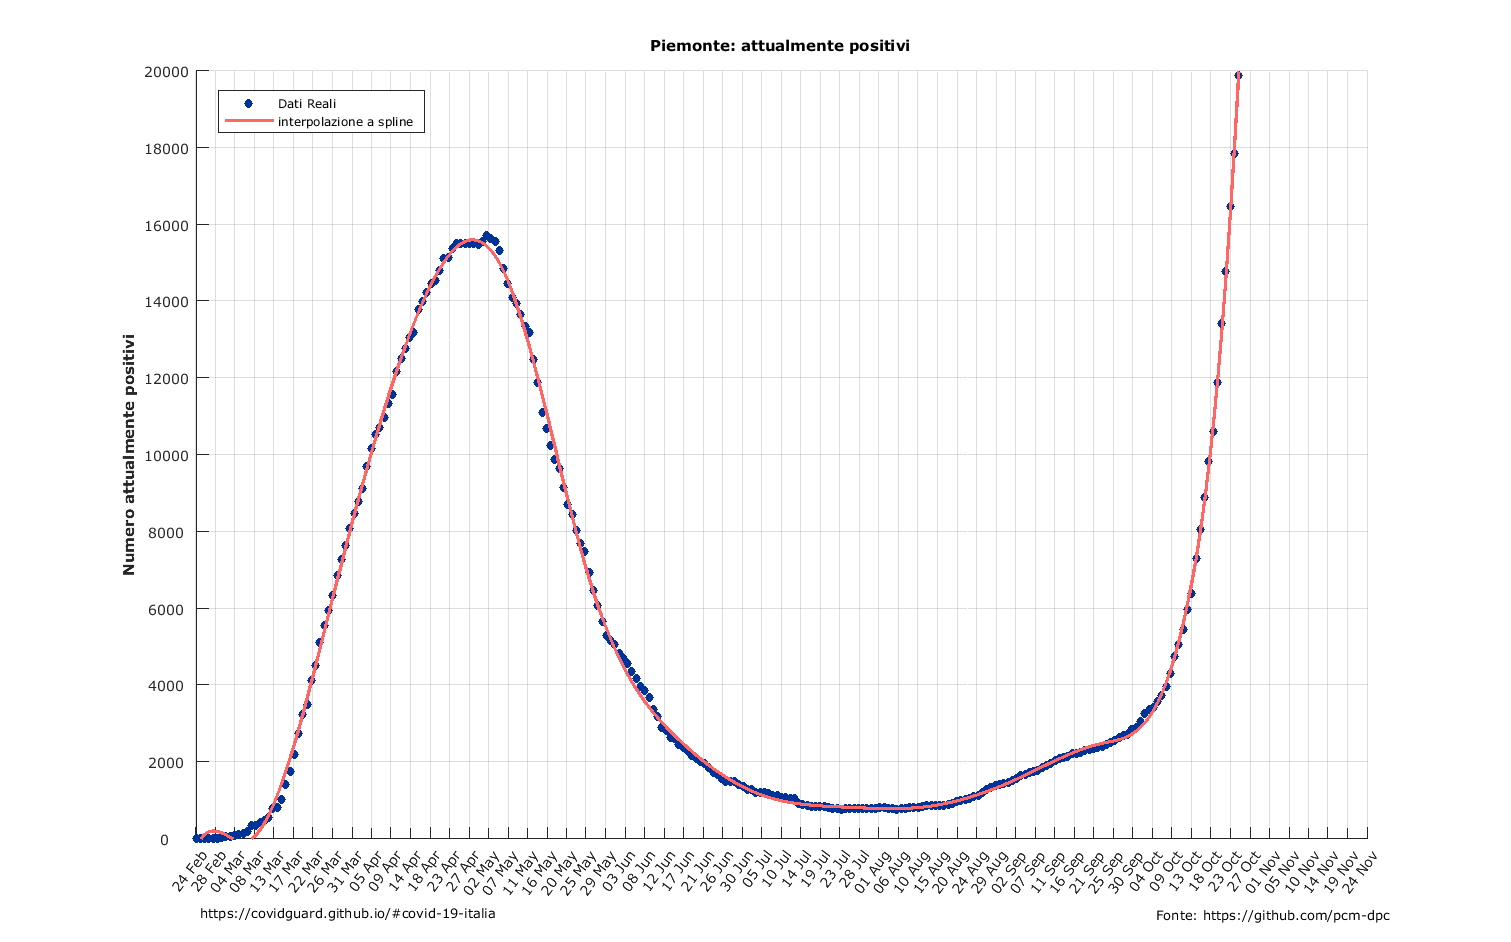 Piemonte: attualmente positivi
20000
18000
16000
14000
12000
10000
8000
6000
4000
2000
0
Numero attualmente positivi
Dati Reali
interpolazione a spline
24 Feb
28 Feb
04 Mar
08 Mar
13 Mar
17 Mar
22 Mar
26 Mar
31 Mar
05 Apr
09 Apr
14 Apr
18 Apr
23 Apr
27 Apr
02 May
07 May
11 May
16 May
20 May
25 May
29 May
03 Jun
08 Jun
12 Jun
17 Jun
21 Jun
26 Jun
30 Jun
05 Jul
10 Jul
14 Jul
19 Jul
23 Jul
28 Jul
01 Aug
06 Aug
10 Aug
15 Aug
20 Aug
24 Aug
29 Aug
02 Sep
07 Sep
11 Sep
16 Sep
21 Sep
25 Sep
30 Sep
04 Oct
09 Oct
13 Oct
18 Oct
23 Oct
27 Oct
01 Nov
05 Nov
10 Nov
14 Nov
19 Nov
24 Nov
https://covidguard.github.io/#covid-19-italia
Fonte: https://github.com/pcm-dpc